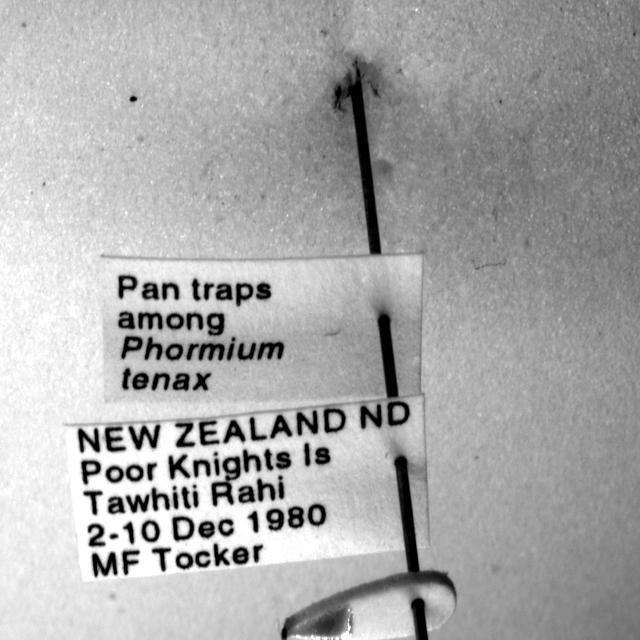 Pan traps
among
Phormium
tenax
NEW ZEALAND ND
Poor Knights Is
Tawhiti Rahi
2-10 Dec 1980
MF Tocker